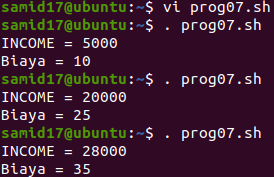 samid17@ubuntu:~$ vi prog07.sh
samid17@ubuntu:~$ . prog07.sh
INCOME = 5000
Biaya = 10
samid17@ubuntu:~$ . prog07.sh
INCOME = 20000
Biaya = 25
samid17@ubuntu:~$ . prog07.sh
INCOME = 28000
Biaya = 35